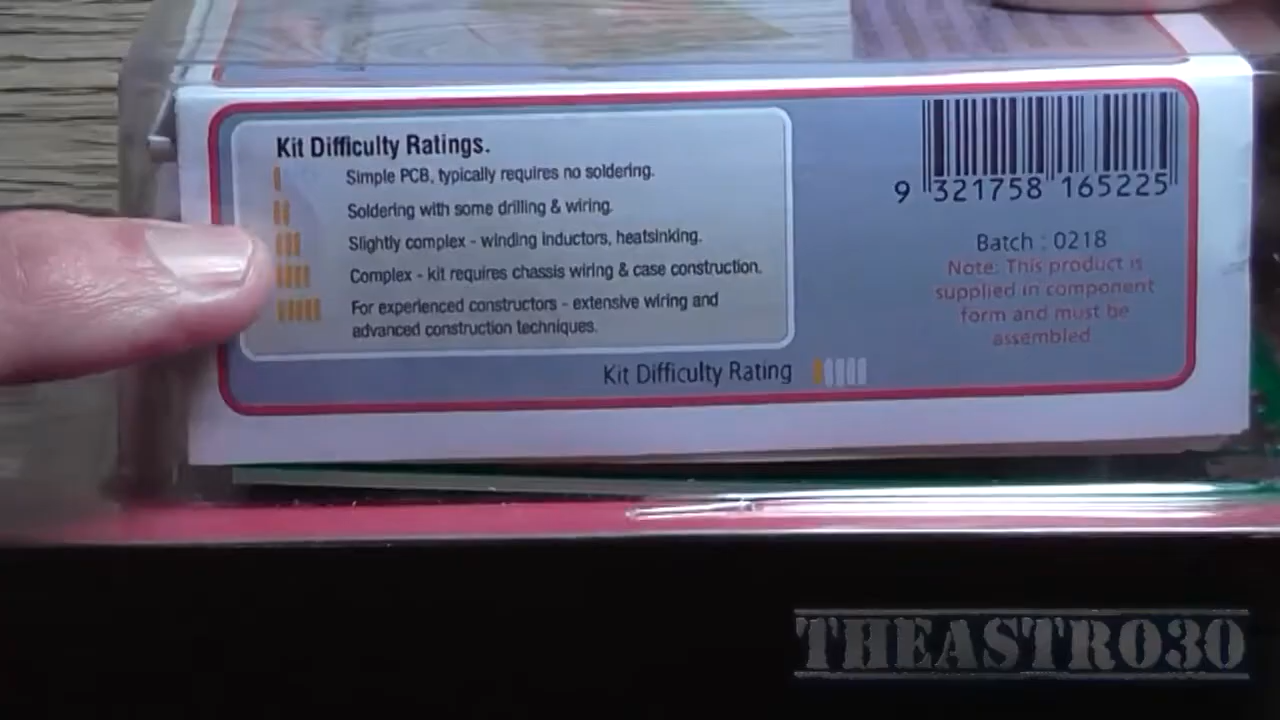 Kit Difficulty Ratings.
Simple PCB, typically requires no soldering.
Soldering with some drilling & wiring.
Slightly complex - winding inductors, heatsinking.
Complex - kit requires chassis wiring & case construction.
For experienced constructors - extensive wiring and
advanced construction techniques.
Kit Difficulty Rating
9 321758 165225
Batch : 0218
Note: This product is
supplied in component
form and must be
assembled
THEASTRO30